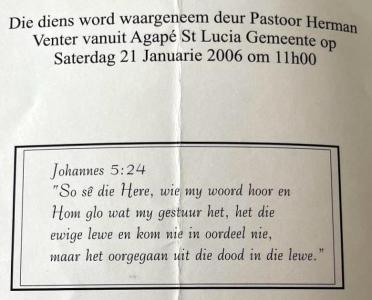 Die diens word waargeneem deur Pastoor Herman
Venter vanuit Agapé St Lucia Gemeente op
Saterdag 21 Januarie 2006 om 11h00
Johannes 5:24
"So sê die Here, wie my woord hoor en
Hom glo wat my gestuur het, het die
ewige lewe en kom nie in oordeel nie,
maar het oorgegaan uit die dood in die lewe."